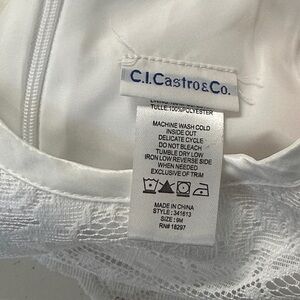 C.I.Castro&Co.
TULLE:100%POLYESTER
MACHINE WASH COLD
INSIDE OUT
DELICATE CYCLE
DO NOT BLEACH
TUMBLE DRY LOW
IRON LOW REVERSE SIDE
WHEN NEEDED
EXCLUSIVE OF TRIM
MADE IN CHINA
STYLE: 341613
SIZE: 9M
RN# 18297